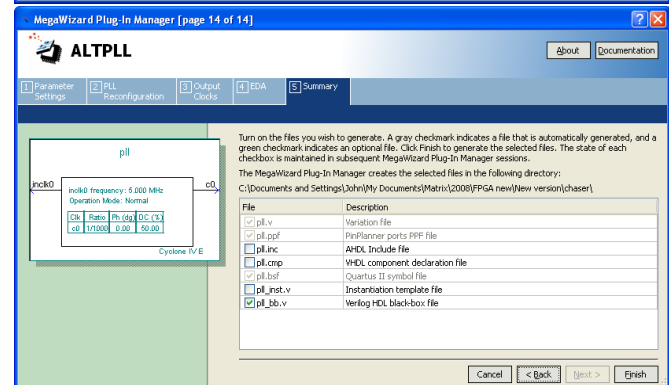 MegaWizard Plug-In Manager [page 14 of 14]
ALTPLL
About Documentation
1 Parameter Settings
2 PLL Reconfiguration
3 Output Clocks
4 EDA
5 Summary
pll
inclk0
c0
inclk0 frequency: 5.000 MHz
Operation Mode: Normal
Clk Ratio Ph (dg) DC (%)
c0 1/1000 0.00 50.00
Cyclone IV E
Turn on the files you wish to generate. A gray checkmark indicates a file that is automatically generated, and a
green checkmark indicates an optional file. Click Finish to generate the selected files. The state of each
checkbox is maintained in subsequent MegaWizard Plug-In Manager sessions.
The MegaWizard Plug-In Manager creates the selected files in the following directory:
C:\Documents and Settings\John\My Documents\Matrix\2008\FPGA new\New version\chaser\
File Description
pll.v Variation file
pll.ppf PinPlanner ports PPF file
pll.inc AHDL Include file
pll.cmp VHDL component declaration file
pll.bsf Quartus II symbol file
pll_inst.v Instantiation template file
pll_bb.v Verilog HDL black-box file
Cancel < Back Next > Finish